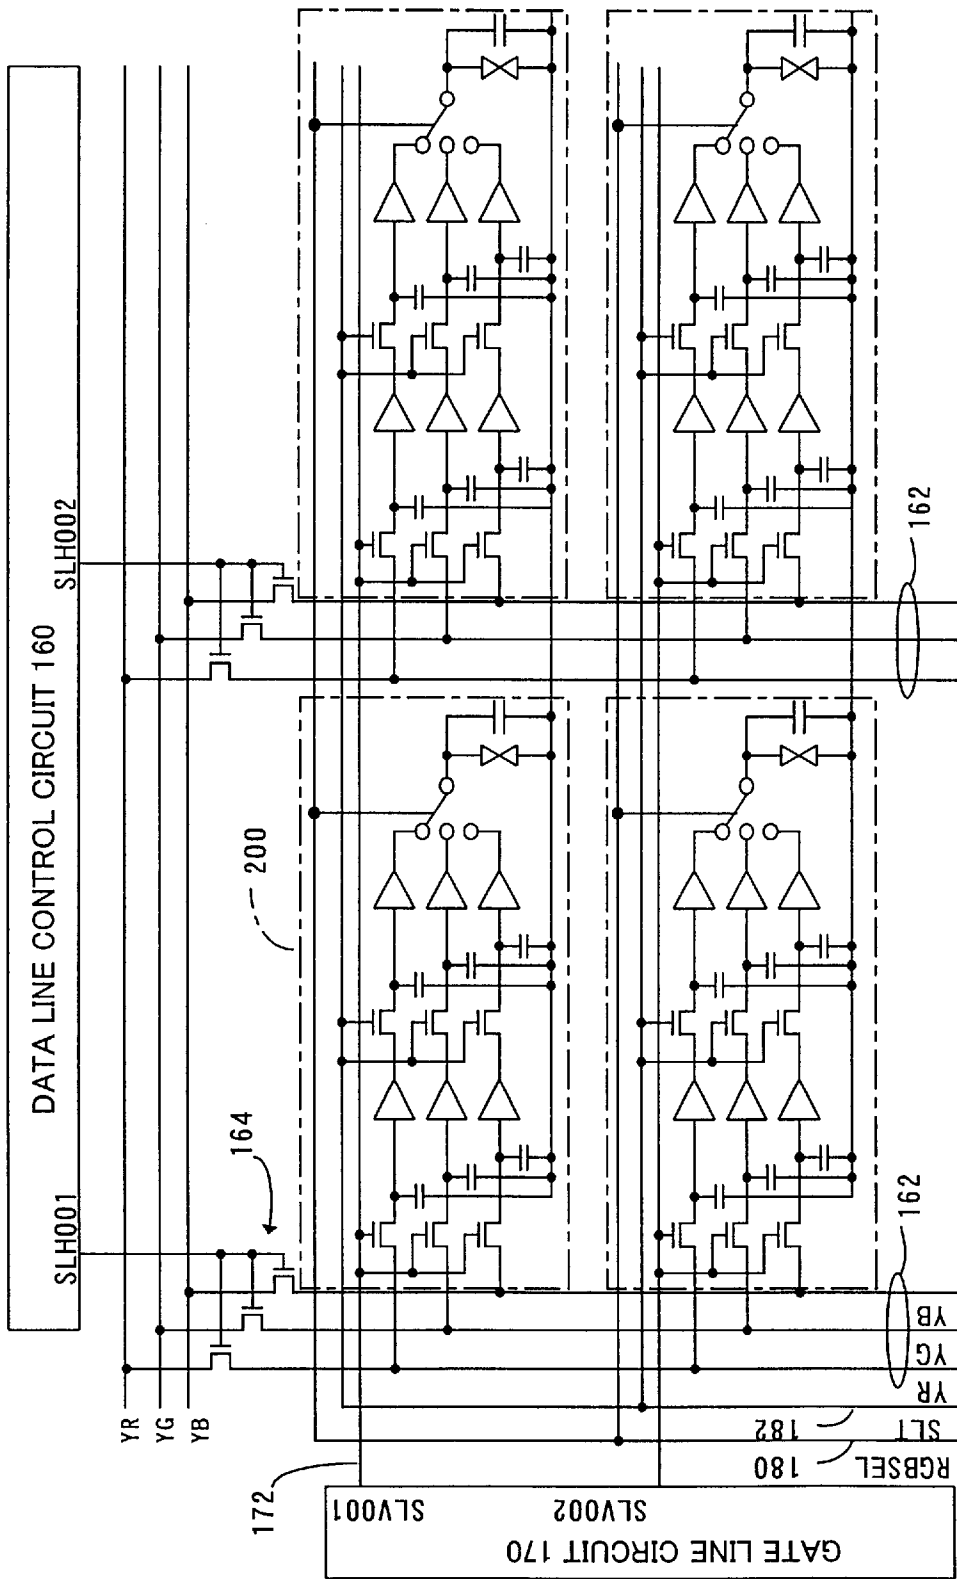 DATA LINE CONTROL CIRCUIT 160
SLH001
SLH002
YR
YG
YB
164
200
172
SLV001
SLV002
GATE LINE CIRCUIT 170
RGBSEL
180
SLT
182
YR
YG
YB
162
162